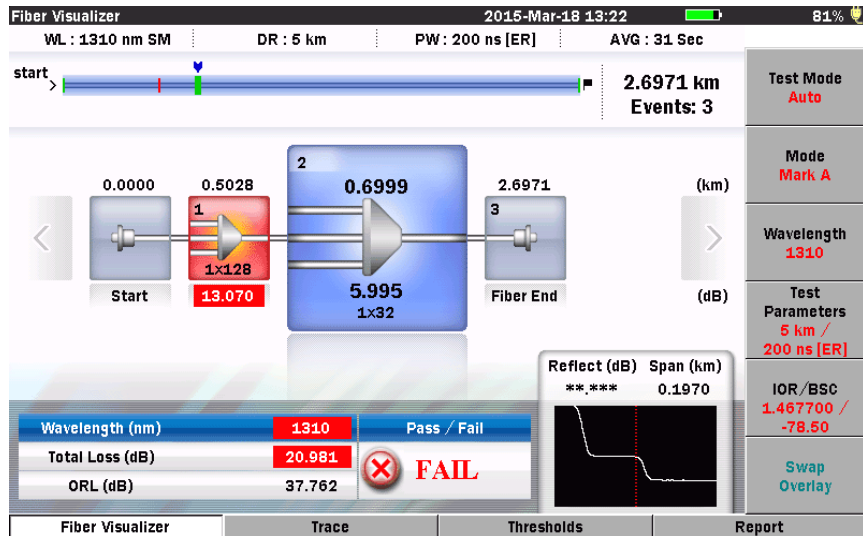 Fiber Visualizer 2015-Mar-18 13:22 81%
WL : 1310 nm SM DR : 5 km PW : 200 ns [ER] AVG : 31 Sec
start
2.6971 km
Events: 3
2
0.0000 0.5028 0.6999 2.6971 (km)
1 3
1x128
Start 13.070 5.995 Fiber End (dB)
1x32
Reflect (dB) Span (km)
**.*** 0.1970
Wavelength (nm) 1310 Pass / Fail
Total Loss (dB) 20.981 FAIL
ORL (dB) 37.762
Test Mode
Auto
Mode
Mark A
Wavelength
1310
Test
Parameters
5 km /
200 ns [ER]
IOR/BSC
1.467700 /
-78.50
Swap
Overlay
Fiber Visualizer Trace Thresholds Report